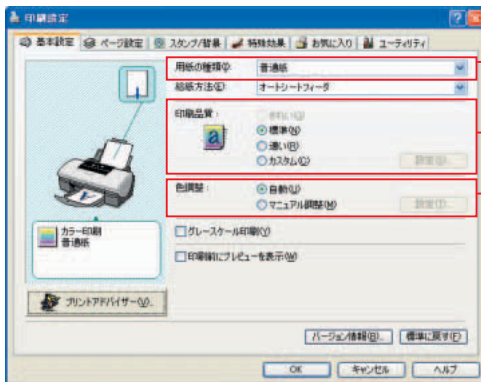 印刷設定
基本設定 ページ設定 スタンプ/背景 特殊効果 お気に入り ユーティリティ
用紙の種類(Y): 普通紙
給紙方法(E): オートシートフィーダ
印刷品質:
きれい(G)
標準(N)
速い(R)
カスタム(C) 設定(O)...
色調整:
自動(U)
マニュアル調整(M) 設定(T)...
カラー印刷
普通紙
グレースケール印刷(Y)
印刷前にプレビューを表示(W)
プリントアドバイザー(V)...
バージョン情報(B)... 標準に戻す(F)
OK キャンセル ヘルプ